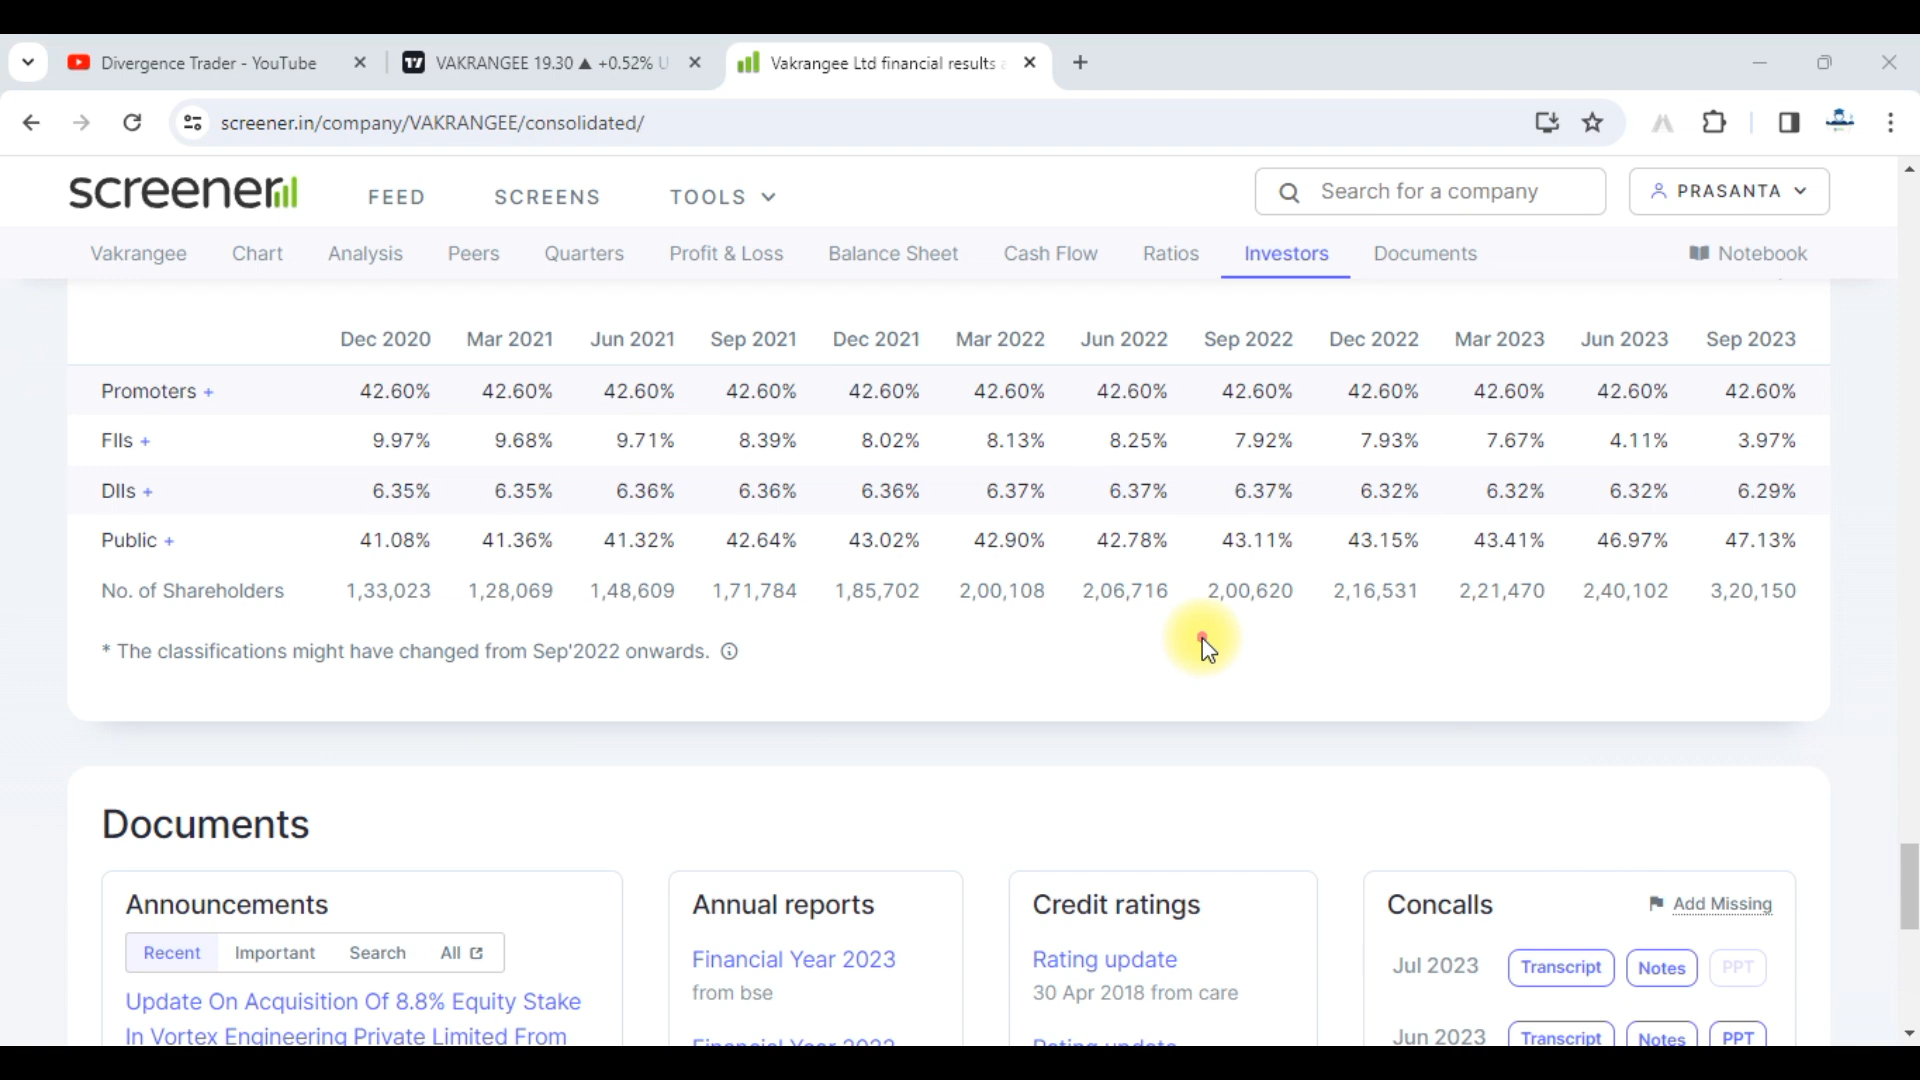 Divergence Trader - YouTube
VAKRANGEE 19.30 ▲ +0.52% U
Vakrangee Ltd financial results
screener.in/company/VAKRANGEE/consolidated/
screener
FEED
SCREENS
TOOLS
Search for a company
PRASANTA
Vakrangee Chart Analysis Peers Quarters Profit & Loss Balance Sheet Cash Flow Ratios Investors Documents Notebook
Dec 2020 Mar 2021 Jun 2021 Sep 2021 Dec 2021 Mar 2022 Jun 2022 Sep 2022 Dec 2022 Mar 2023 Jun 2023 Sep 2023
Promoters + 42.60% 42.60% 42.60% 42.60% 42.60% 42.60% 42.60% 42.60% 42.60% 42.60% 42.60% 42.60%
FIIs + 9.97% 9.68% 9.71% 8.39% 8.02% 8.13% 8.25% 7.92% 7.93% 7.67% 4.11% 3.97%
DIIs + 6.35% 6.35% 6.36% 6.36% 6.36% 6.37% 6.37% 6.37% 6.32% 6.32% 6.32% 6.29%
Public + 41.08% 41.36% 41.32% 42.64% 43.02% 42.90% 42.78% 43.11% 43.15% 43.41% 46.97% 47.13%
No. of Shareholders 1,33,023 1,28,069 1,48,609 1,71,784 1,85,702 2,00,108 2,06,716 2,00,620 2,16,531 2,21,470 2,40,102 3,20,150
* The classifications might have changed from Sep'2022 onwards.
Documents
Announcements
Recent Important Search All
Update On Acquisition Of 8.8% Equity Stake
In Vortex Engineering Private Limited From
Annual reports
Financial Year 2023
from bse
Financial Year 2022
Credit ratings
Rating update
30 Apr 2018 from care
Rating update
Concalls
Add Missing
Jul 2023 Transcript Notes PPT
Jun 2023 Transcript Notes PPT